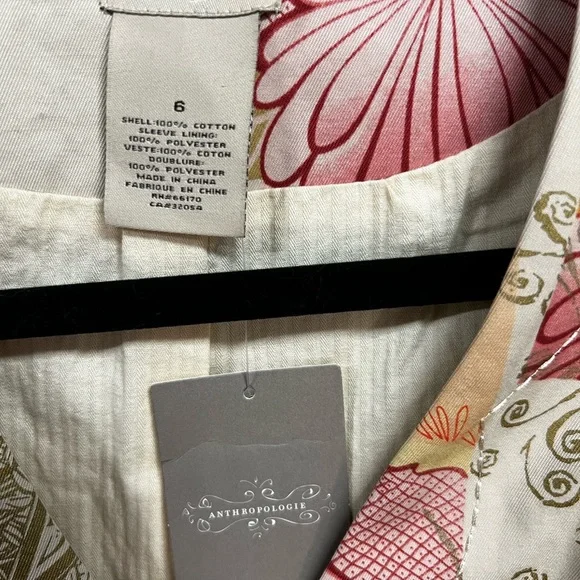 6
SHELL:100% COTTON
SLEEVE LINING:
100% POLYESTER
VESTE:100% COTON
DOUBLURE:
100% POLYESTER
MADE IN CHINA
FABRIQUE EN CHINE
RN#66170
CA#32054
ANTHROPOLOGIE